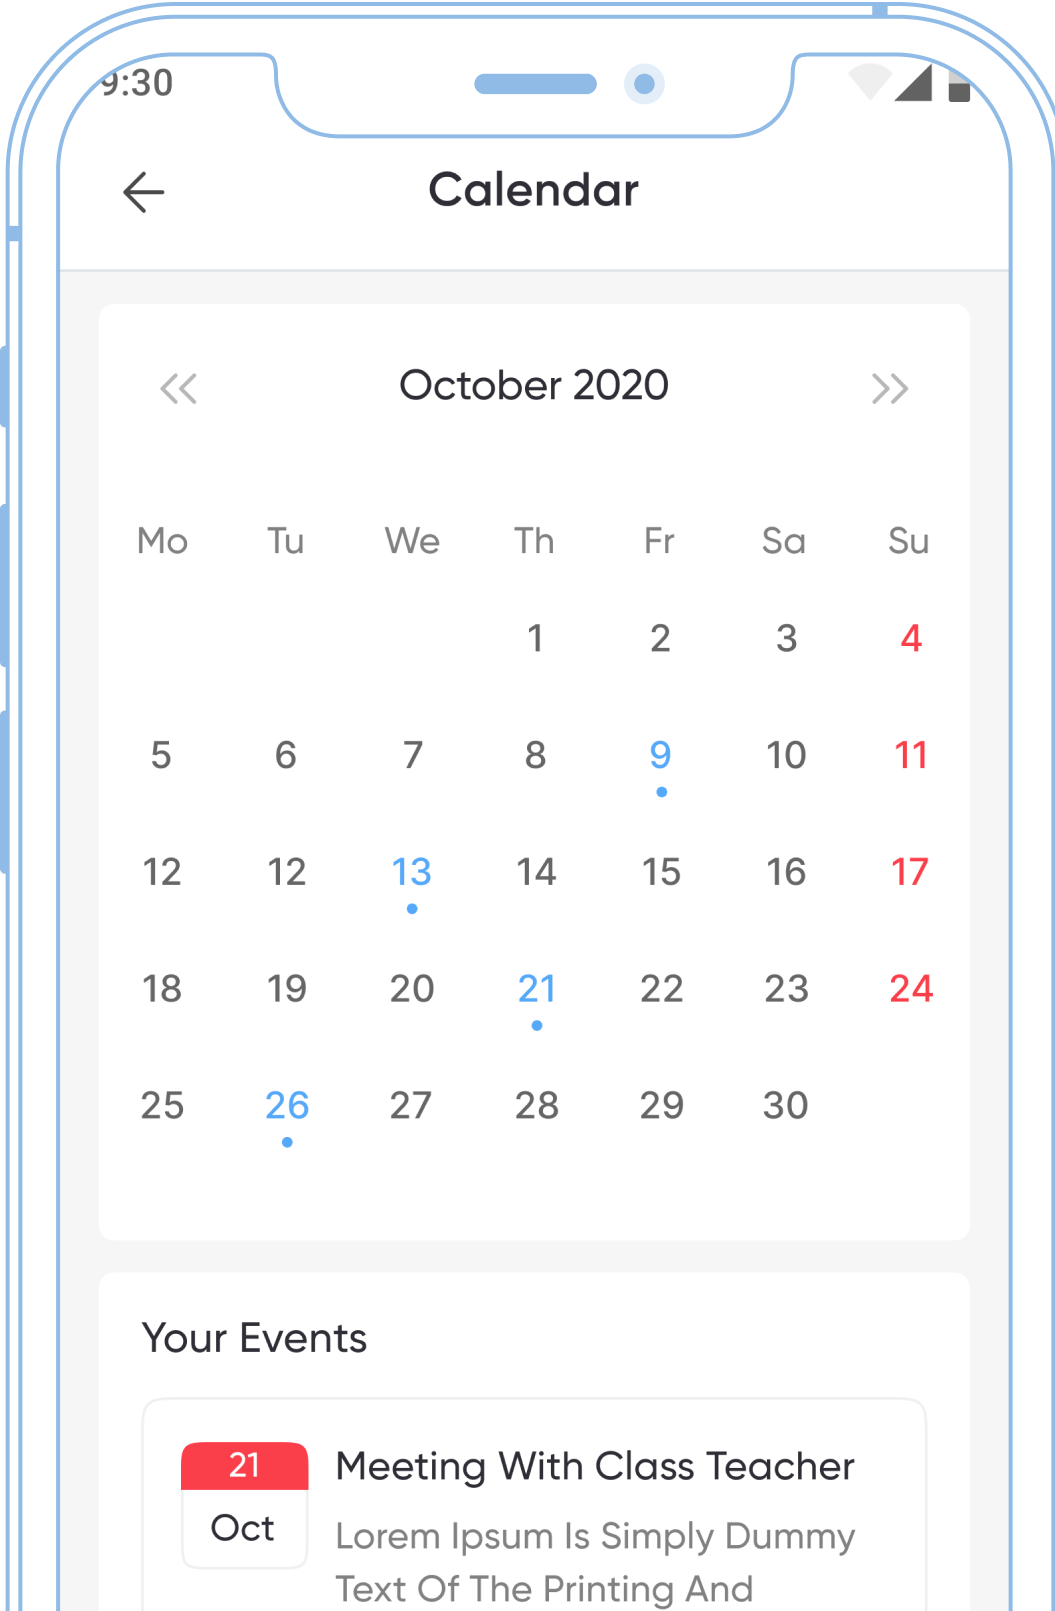 9:30
Calendar
October 2020
Mo Tu We Th Fr Sa Su
1 2 3 4
5 6 7 8 9 10 11
12 12 13 14 15 16 17
18 19 20 21 22 23 24
25 26 27 28 29 30
Your Events
21
Oct
Meeting With Class Teacher
Lorem Ipsum Is Simply Dummy
Text Of The Printing And